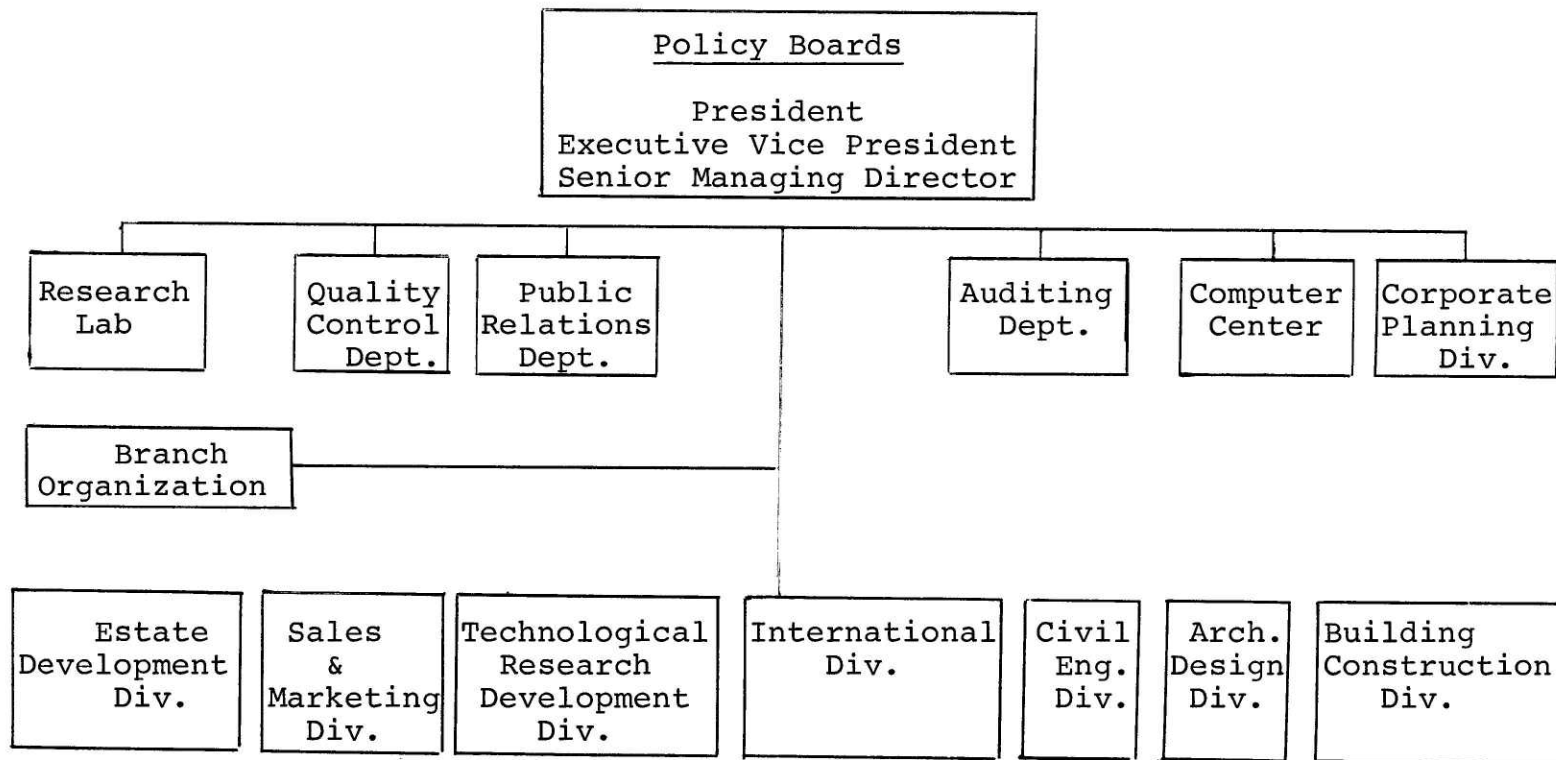 Policy Boards
President
Executive Vice President
Senior Managing Director
Research
Lab
Quality
Control
Dept.
Public
Relations
Dept.
Auditing
Dept.
Computer
Center
Corporate
Planning
Div.
Branch
Organization
Estate
Development
Div.
Sales
&
Marketing
Div.
Technological
Research
Development
Div.
International
Div.
Civil
Eng.
Div.
Arch.
Design
Div.
Building
Construction
Div.